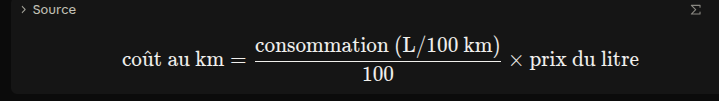 Source
coût au km = consommation (L/100 km) / 100 × prix du litre